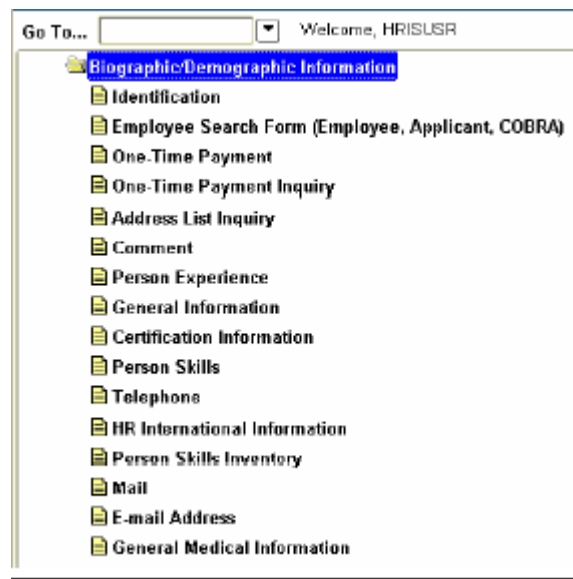 Go To... Welcome, HRISUSR
Biographic/Demographic Information
Identification
Employee Search Form (Employee, Applicant, COBRA)
One-Time Payment
One-Time Payment Inquiry
Address List Inquiry
Comment
Person Experience
General Information
Certification Information
Person Skills
Telephone
HR International Information
Person Skills Inventory
Mail
E-mail Address
General Medical Information